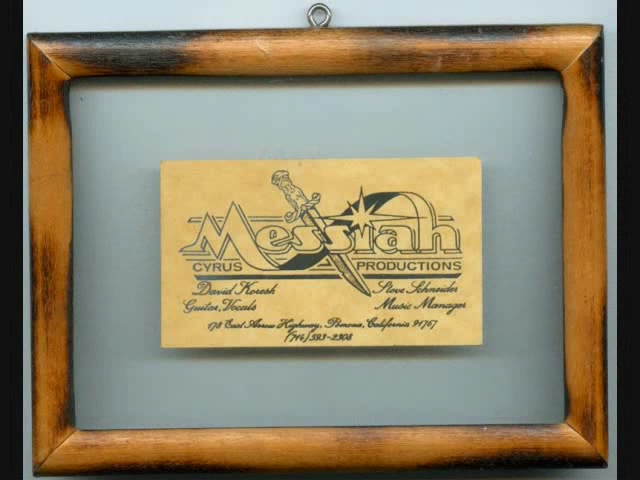 Messiah
CYRUS PRODUCTIONS
David Koresh Steve Schneider
Guitar, Vocals Music Manager
178 East Arrow Highway, Pomona, California 91767
(714) 593-2308